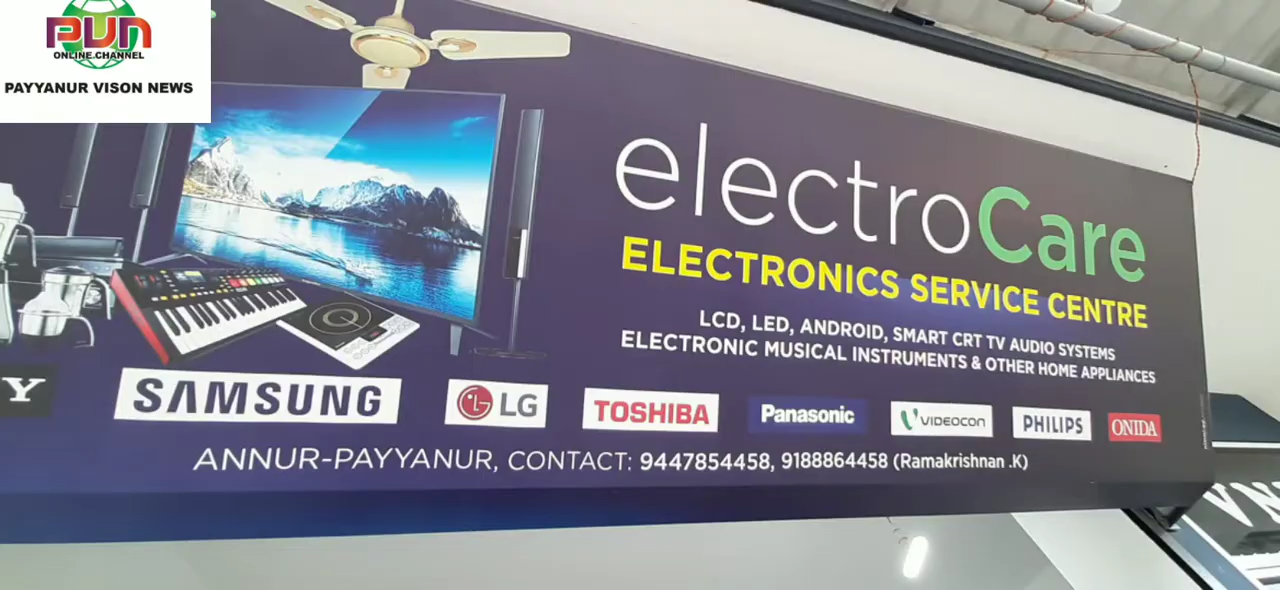 PVN
ONLINE CHANNEL
PAYYANUR VISON NEWS
electroCare
ELECTRONICS SERVICE CENTRE
LCD, LED, ANDROID, SMART CRT TV AUDIO SYSTEMS
ELECTRONIC MUSICAL INSTRUMENTS & OTHER HOME APPLIANCES
Y SAMSUNG LG TOSHIBA Panasonic VIDEOCON PHILIPS ONIDA
ANNUR-PAYYANUR, CONTACT: 9447854458, 9188864458 (Ramakrishnan .K)
VN